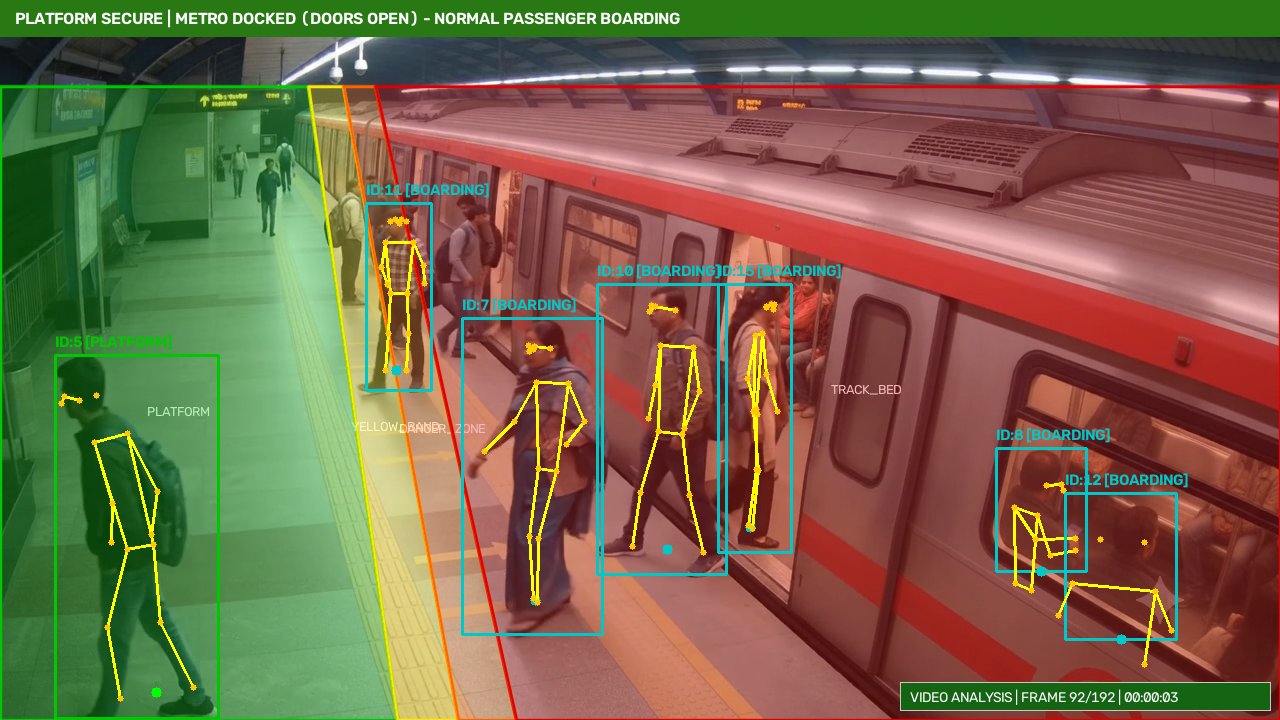 PLATFORM SECURE | METRO DOCKED (DOORS OPEN) - NORMAL PASSENGER BOARDING
ID:11 [BOARDING]
ID:10 [BOARDING]
ID:15 [BOARDING]
ID:7 [BOARDING]
ID:5 [PLATFORM]
TRACK_BED
PLATFORM
YELLOW_BAND
DANGER_ZONE
ID:8 [BOARDING]
ID:12 [BOARDING]
VIDEO ANALYSIS | FRAME 92/192 | 00:00:03